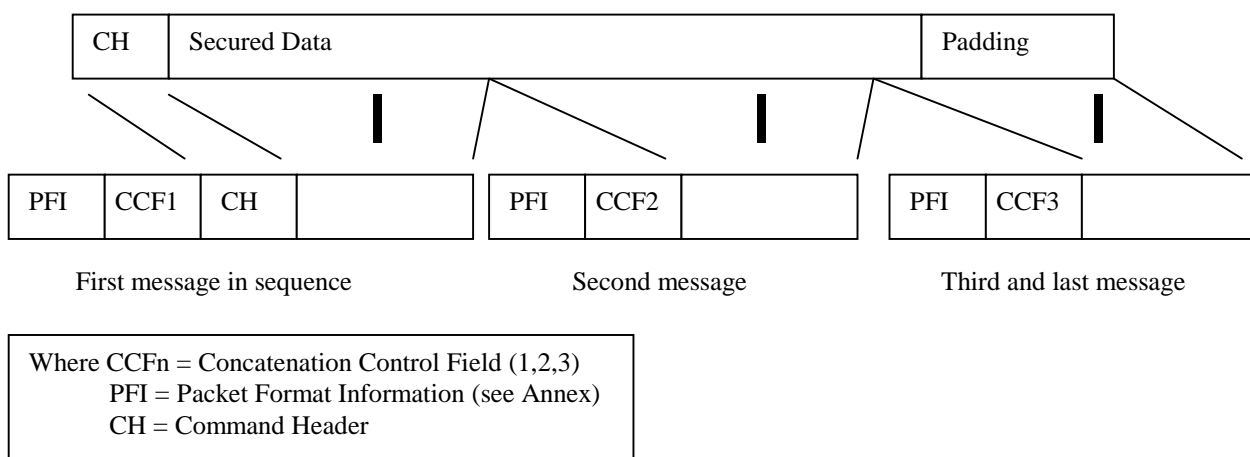 CH Secured Data Padding
PFI CCF1 CH PFI CCF2 PFI CCF3
First message in sequence Second message Third and last message
Where CCFn = Concatenation Control Field (1,2,3)
PFI = Packet Format Information (see Annex)
CH = Command Header